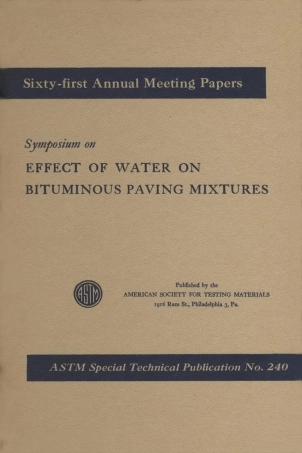 Sixty-first Annual Meeting Papers
Symposium on
EFFECT OF WATER ON
BITUMINOUS PAVING MIXTURES
ASTM
Published by the
AMERICAN SOCIETY FOR TESTING MATERIALS
1916 Race St., Philadelphia 3, Pa.
ASTM Special Technical Publication No. 240